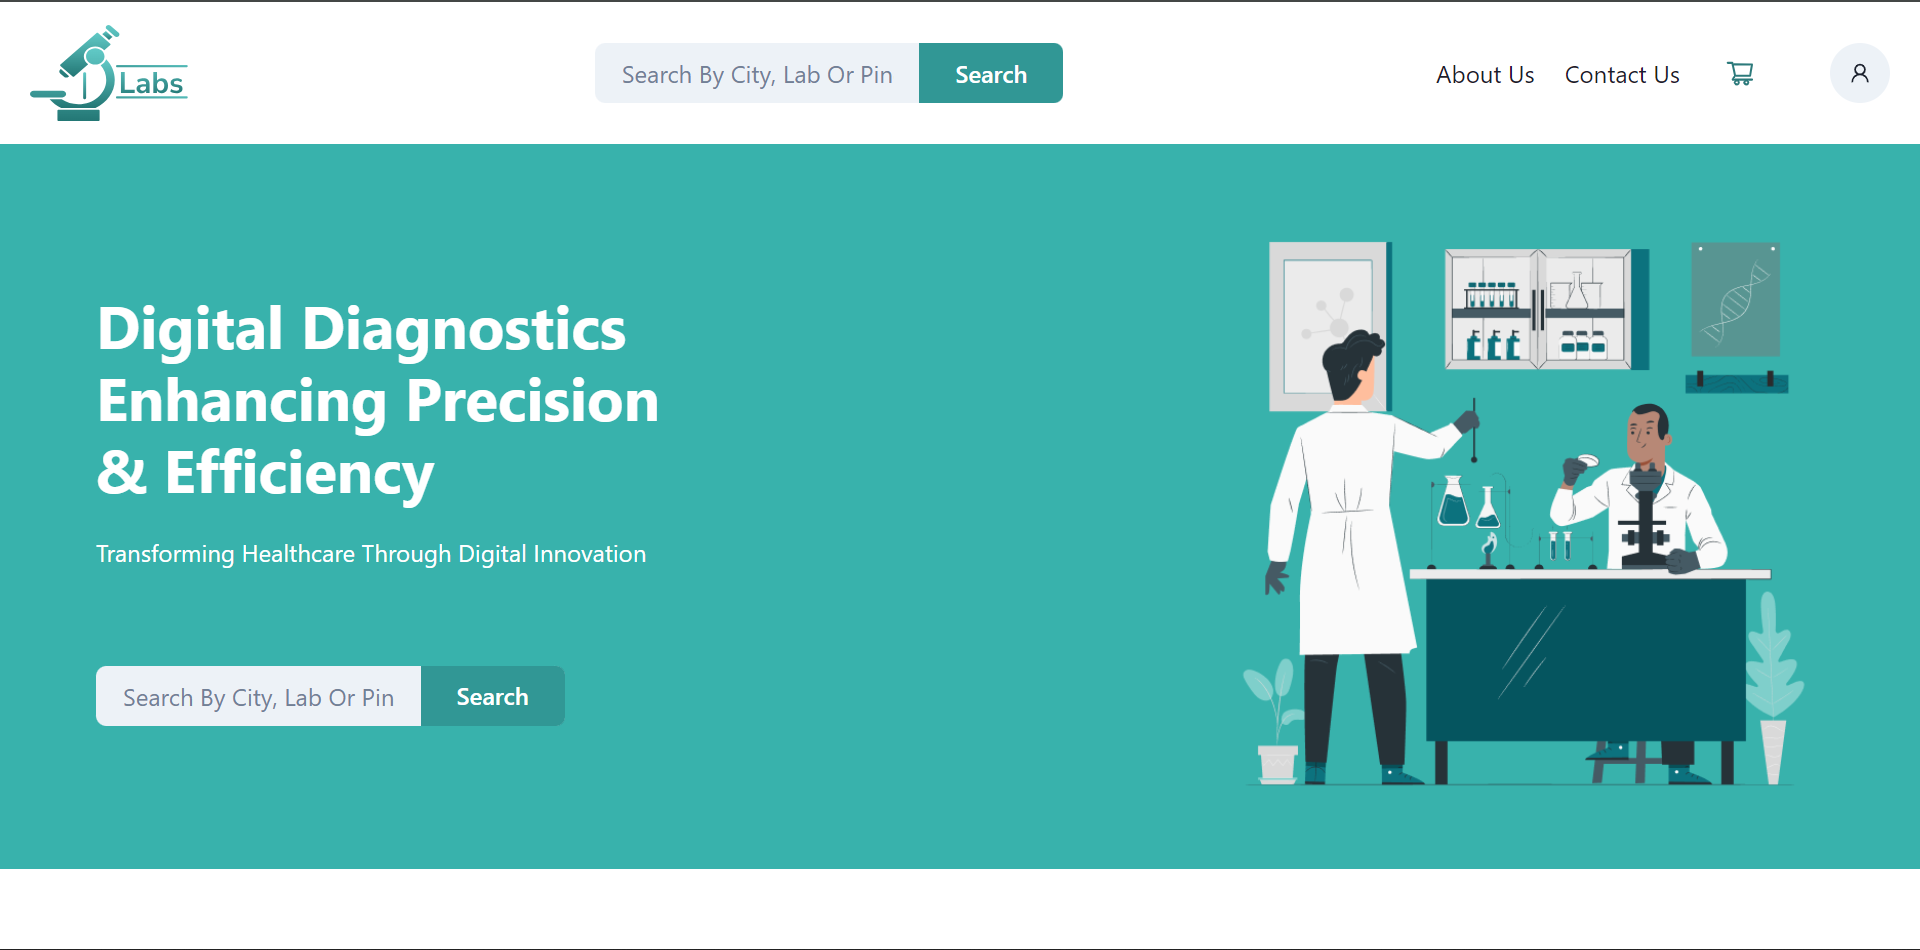 Labs
Search By City, Lab Or Pin
Search
About Us
Contact Us
Digital Diagnostics
Enhancing Precision
& Efficiency
Transforming Healthcare Through Digital Innovation
Search By City, Lab Or Pin
Search